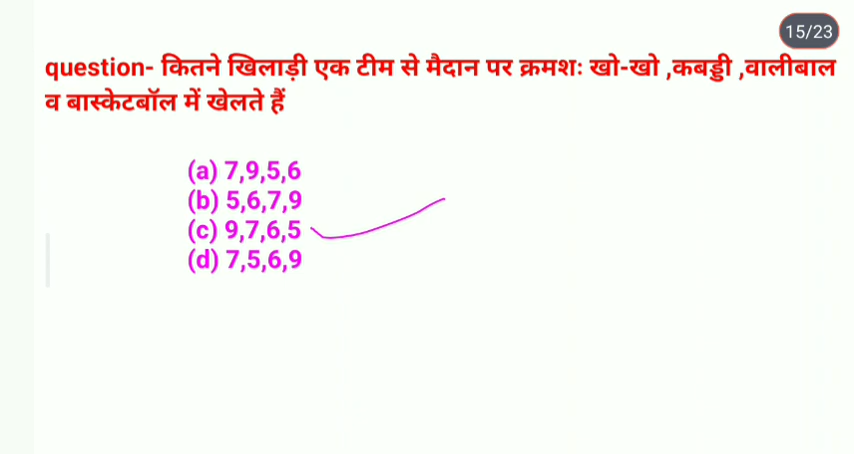 15/23
question- कितने खिलाड़ी एक टीम से मैदान पर क्रमशः खो-खो ,कबड्डी ,वालीबाल
व बास्केटबॉल में खेलते हैं
(a) 7,9,5,6
(b) 5,6,7,9
(c) 9,7,6,5
(d) 7,5,6,9